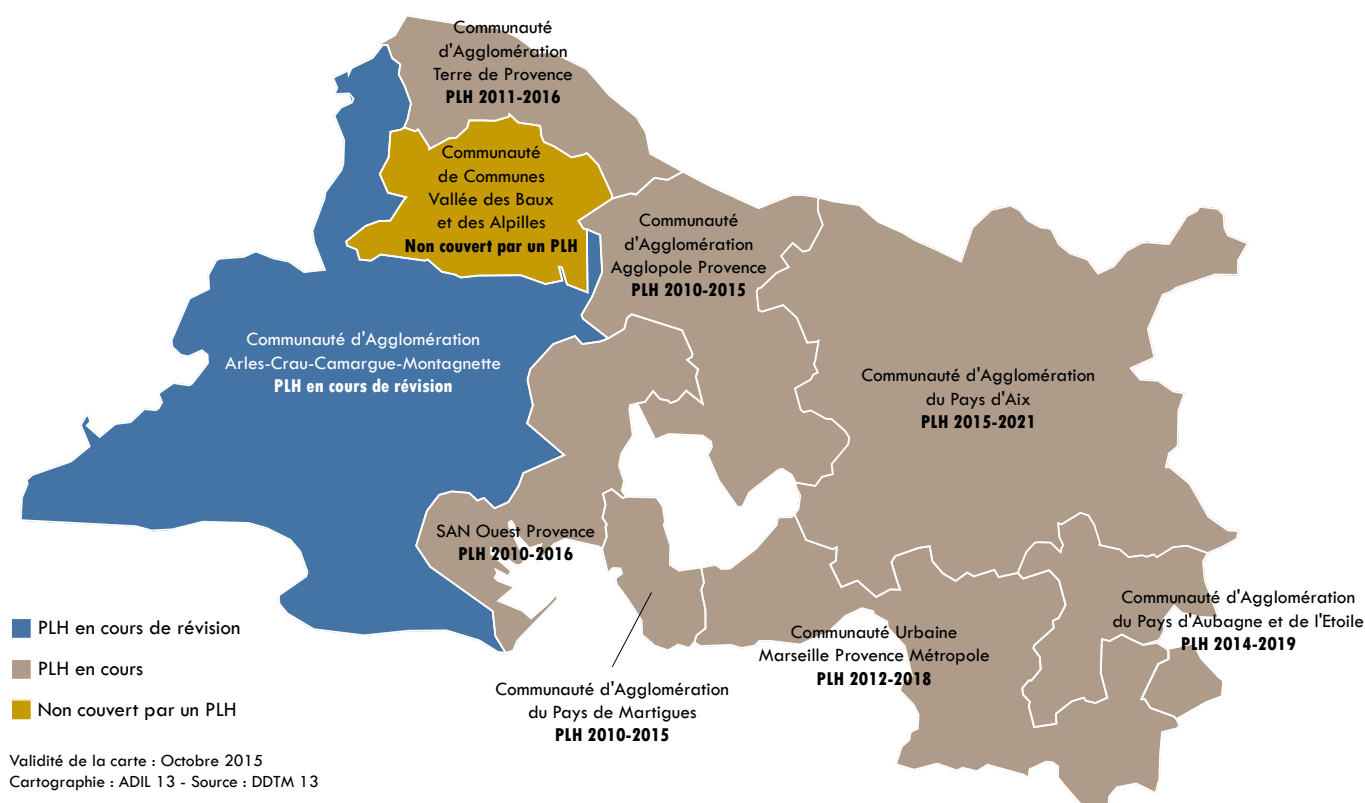 Communauté
d'Agglomération
Terre de Provence
PLH 2011-2016
Communauté
de Communes
Vallée des Baux
et des Alpilles
Non couvert par un PLH
Communauté
d'Agglomération
Agglopole Provence
PLH 2010-2015
Communauté d'Agglomération
Arles-Crau-Camargue-Montagnette
PLH en cours de révision
Communauté d'Agglomération
du Pays d'Aix
PLH 2015-2021
SAN Ouest Provence
PLH 2010-2016
Communauté d'Agglomération
du Pays d'Aubagne et de l'Etoile
PLH 2014-2019
Communauté Urbaine
Marseille Provence Métropole
PLH 2012-2018
Communauté d'Agglomération
du Pays de Martigues
PLH 2010-2015
PLH en cours de révision
PLH en cours
Non couvert par un PLH
Validité de la carte : Octobre 2015
Cartographie : ADIL 13 - Source : DDTM 13